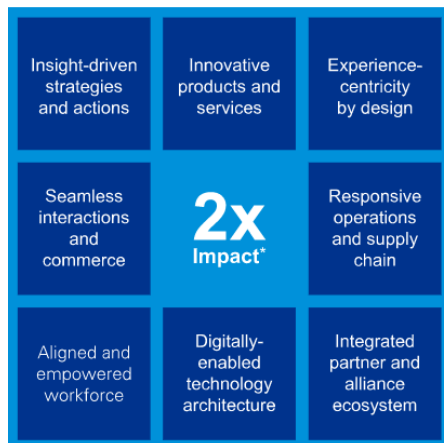 Insight-driven
strategies
and actions
Innovative
products and
services
Experience-
centricity
by design
Seamless
interactions
and
commerce
2x
Impact*
Responsive
operations
and supply
chain
Aligned and
empowered
workforce
Digitally-
enabled
technology
architecture
Integrated
partner and
alliance
ecosystem